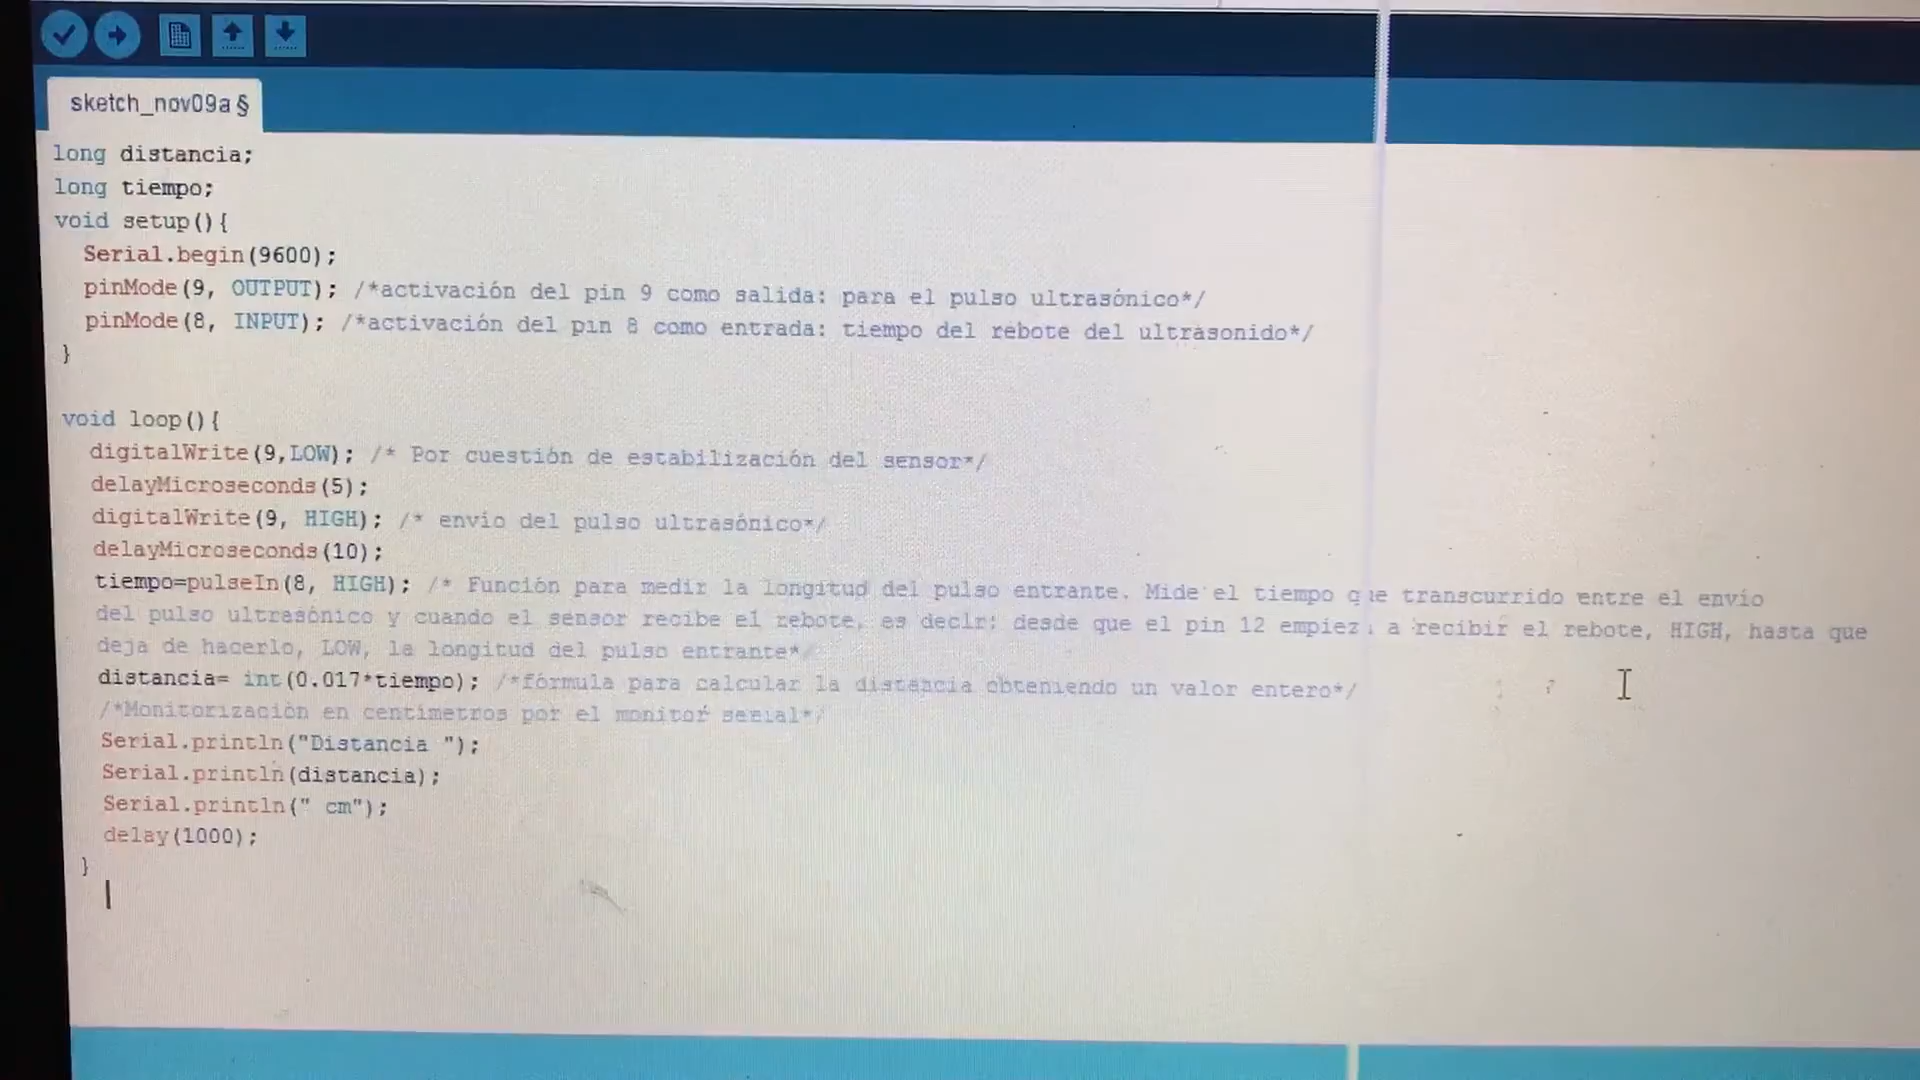 sketch_nov09a §
long distancia;
long tiempo;
void setup(){
Serial.begin(9600);
pinMode(9, OUTPUT); /*activación del pin 9 como salida: para el pulso ultrasónico*/
pinMode(8, INPUT); /*activación del pin 8 como entrada: tiempo del rebote del ultrasonido*/
}
void loop(){
digitalWrite(9,LOW); /* Por cuestión de estabilización del sensor*/
delayMicroseconds(5);
digitalWrite(9, HIGH); /* envío del pulso ultrasónico*/
delayMicroseconds(10);
tiempo=pulseIn(8, HIGH); /* Función para medir la longitud del pulso entrante. Mide el tiempo que transcurrido entre el envío
del pulso ultrasónico y cuando el sensor recibe el rebote, es decir: desde que el pin 12 empieza a recibir el rebote, HIGH, hasta que
deja de hacerlo, LOW, la longitud del pulso entrante*/
distancia= int(0.017*tiempo); /*fórmula para calcular la distancia obteniendo un valor entero*/
/*Monitorización en centímetros por el monitor serial*/
Serial.println("Distancia ");
Serial.println(distancia);
Serial.println(" cm");
delay(1000);
}